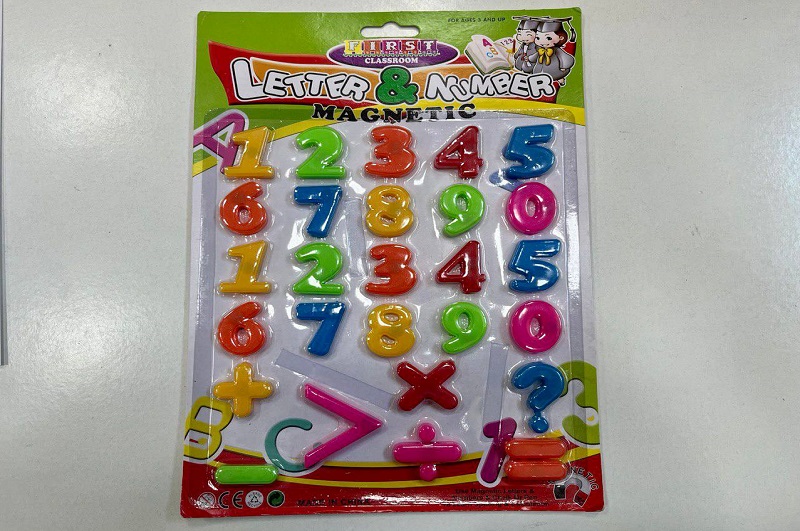 FOR AGES 3 AND UP
FIRST
CLASSROOM
LETTER & NUMBER
MAGNETIC
1 2 3 4 5
6 7 8 9 0
1 2 3 4 5
6 7 8 9 0
+ > × ÷ ? - =
CE
MADE IN CHINA